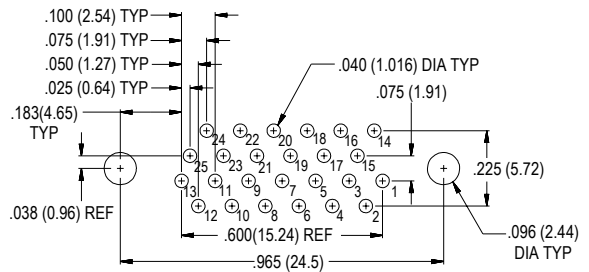 .100 (2.54) TYP
.075 (1.91) TYP
.050 (1.27) TYP
.025 (0.64) TYP
.040 (1.016) DIA TYP
.075 (1.91)
.183(4.65)
TYP
24 22 20 18 16 14
25 23 21 19 17 15
.225 (5.72)
13 11 9 7 5 3 1
12 10 8 6 4 2
.038 (0.96) REF
.600(15.24) REF
.096 (2.44)
DIA TYP
.965 (24.5)